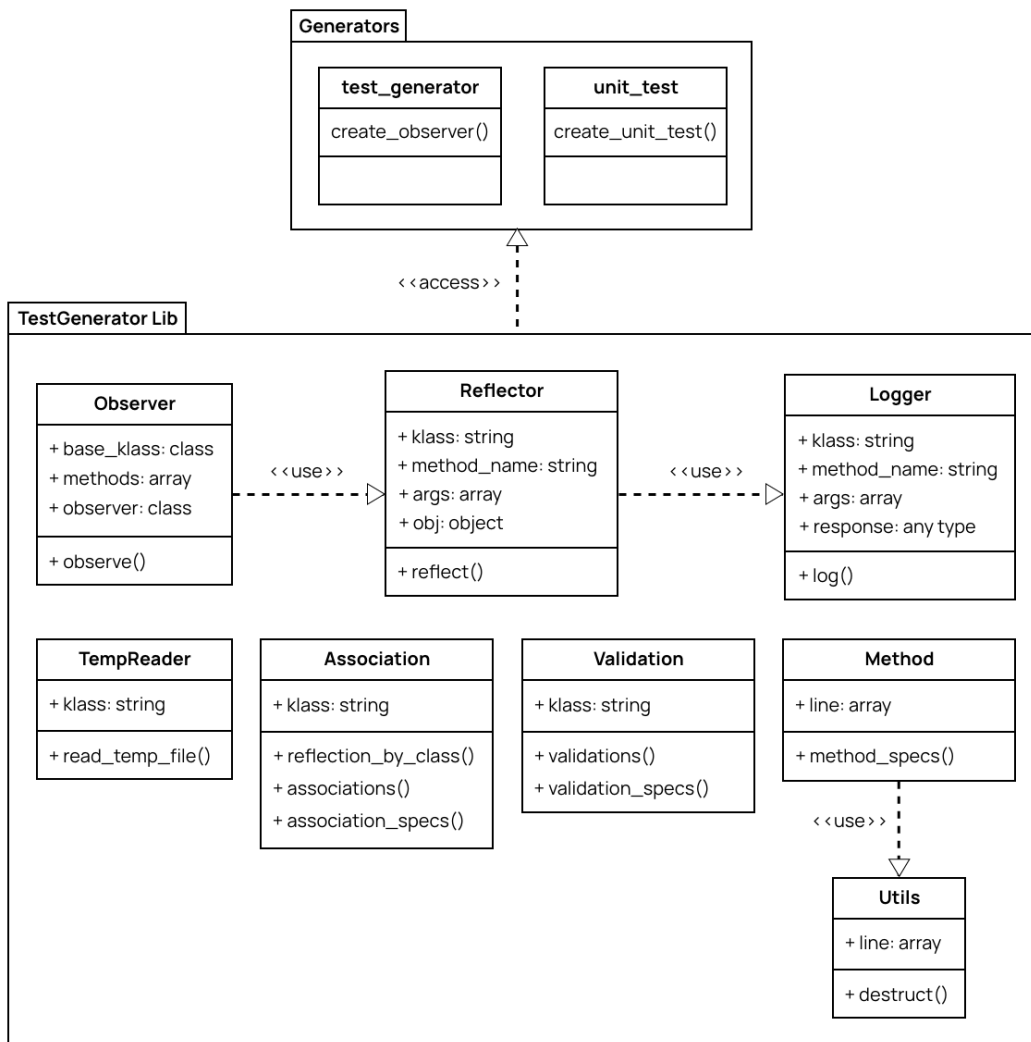 Generators
test_generator
create_observer()
unit_test
create_unit_test()
<<access>>
TestGenerator Lib
Observer
+ base_klass: class
+ methods: array
+ observer: class
+ observe()
<<use>>
Reflector
+ klass: string
+ method_name: string
+ args: array
+ obj: object
+ reflect()
<<use>>
Logger
+ klass: string
+ method_name: string
+ args: array
+ response: any type
+ log()
TempReader
+ klass: string
+ read_temp_file()
Association
+ klass: string
+ reflection_by_class()
+ associations()
+ association_specs()
Validation
+ klass: string
+ validations()
+ validation_specs()
Method
+ line: array
+ method_specs()
<<use>>
Utils
+ line: array
+ destruct()